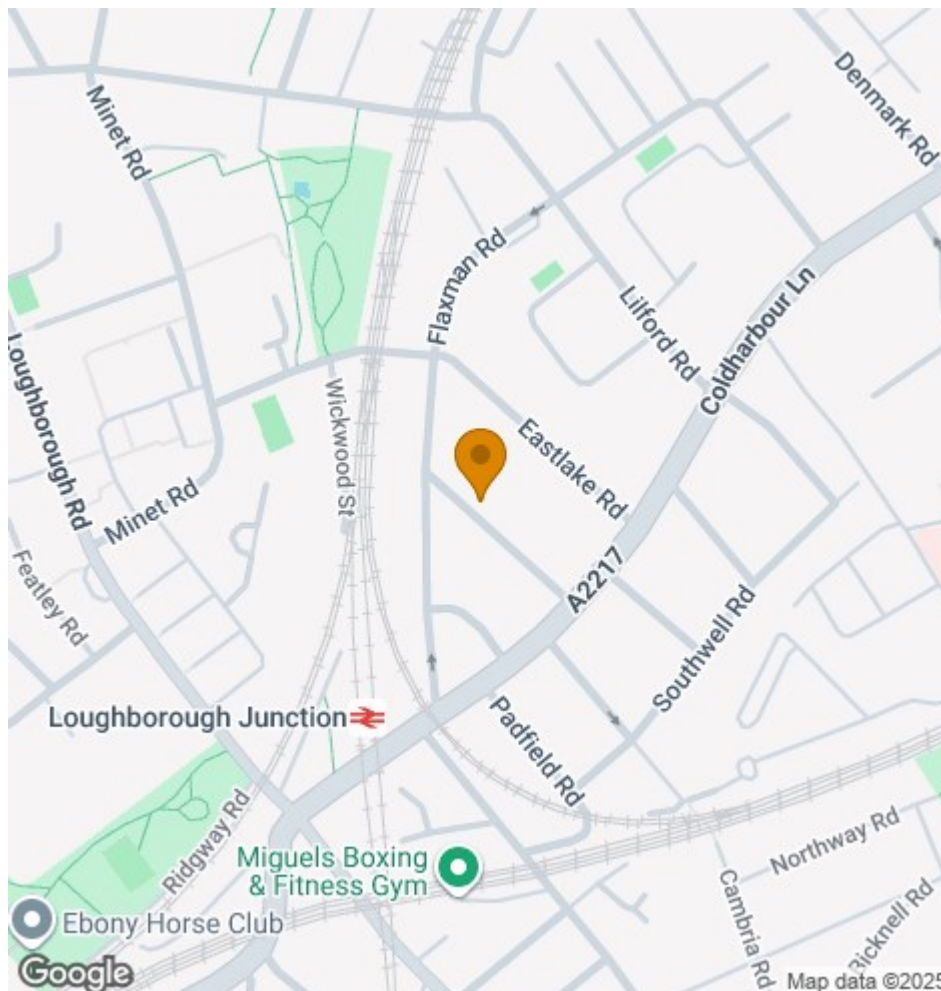 Minet Rd
Denmark Rd
Flaxman Rd
Lilford Rd
Coldharbour Ln
Loughborough Rd
Wickwood St
Eastlake Rd
Minet Rd
Featley Rd
A2217
Southwell Rd
Loughborough Junction
Padfield Rd
Ridgway Rd
Miguels Boxing
& Fitness Gym
Northway Rd
Ebony Horse Club
Cambria Rd
Bicknell Rd
Google
Map data ©2025